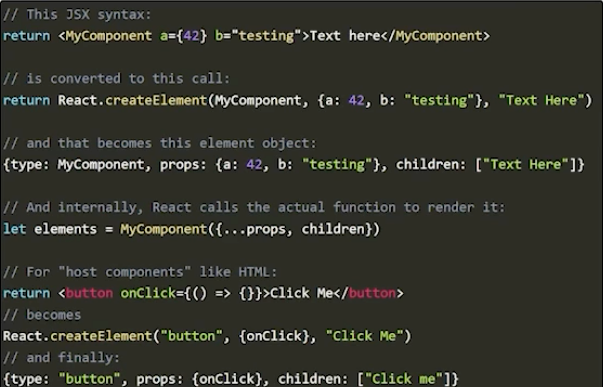 // This JSX syntax:
return <MyComponent a={42} b="testing">Text here</MyComponent>
// is converted to this call:
return React.createElement(MyComponent, {a: 42, b: "testing"}, "Text Here")
// and that becomes this element object:
{type: MyComponent, props: {a: 42, b: "testing"}, children: ["Text Here"]}
// And internally, React calls the actual function to render it:
let elements = MyComponent({...props, children})
// For "host components" like HTML:
return <button onClick={() => {}}>Click Me</button>
// becomes
React.createElement("button", {onClick}, "Click Me")
// and finally:
{type: "button", props: {onClick}, children: ["Click me"]}